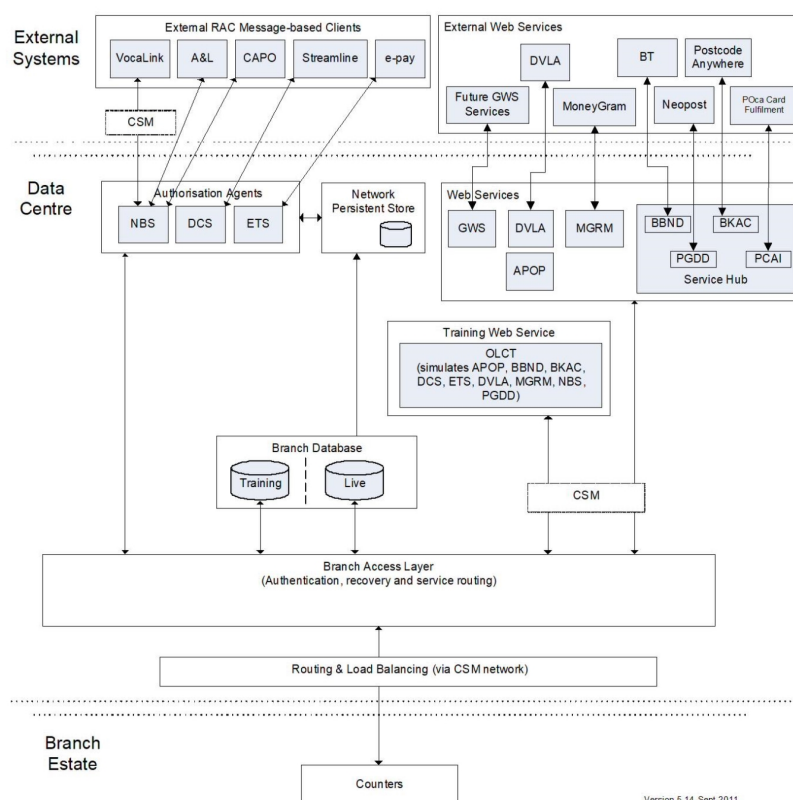 External RAC Message-based Clients
External Web Services
External
Systems
VocaLink
A&L
CAPO
Streamline
e-pay
DVLA
BT
Postcode
Anywhere
Future GWS
Services
MoneyGram
Neopost
POca Card
Fulfilment
CSM
Data
Centre
Authorisation Agents
NBS
DCS
ETS
Network
Persistent Store
Web Services
GWS
DVLA
MGRM
BBND
BKAC
APOP
PGDD
PCAI
Service Hub
Training Web Service
OLCT
(simulates APOP, BBND, BKAC,
DCS, ETS, DVLA, MGRM, NBS,
PGDD)
Branch Database
Training
Live
CSM
Branch Access Layer
(Authentication, recovery and service routing)
Routing & Load Balancing (via CSM network)
Branch
Estate
Counters
Version 5.14 Sept 2011